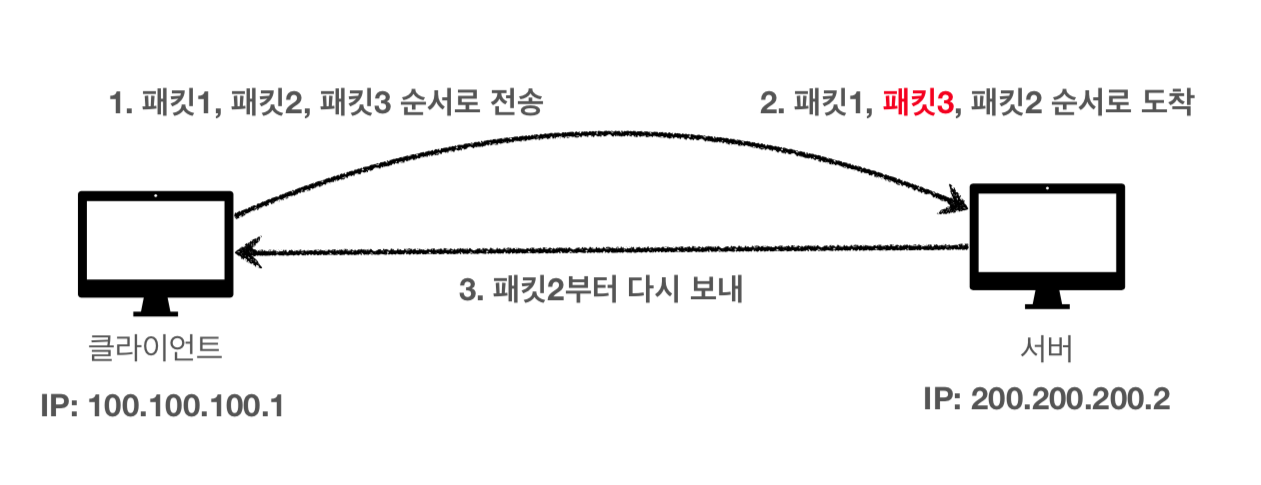 1. 패킷1, 패킷2, 패킷3 순서로 전송
2. 패킷1, 패킷3, 패킷2 순서로 도착
3. 패킷2부터 다시 보내
클라이언트
서버
IP: 100.100.100.1
IP: 200.200.200.2